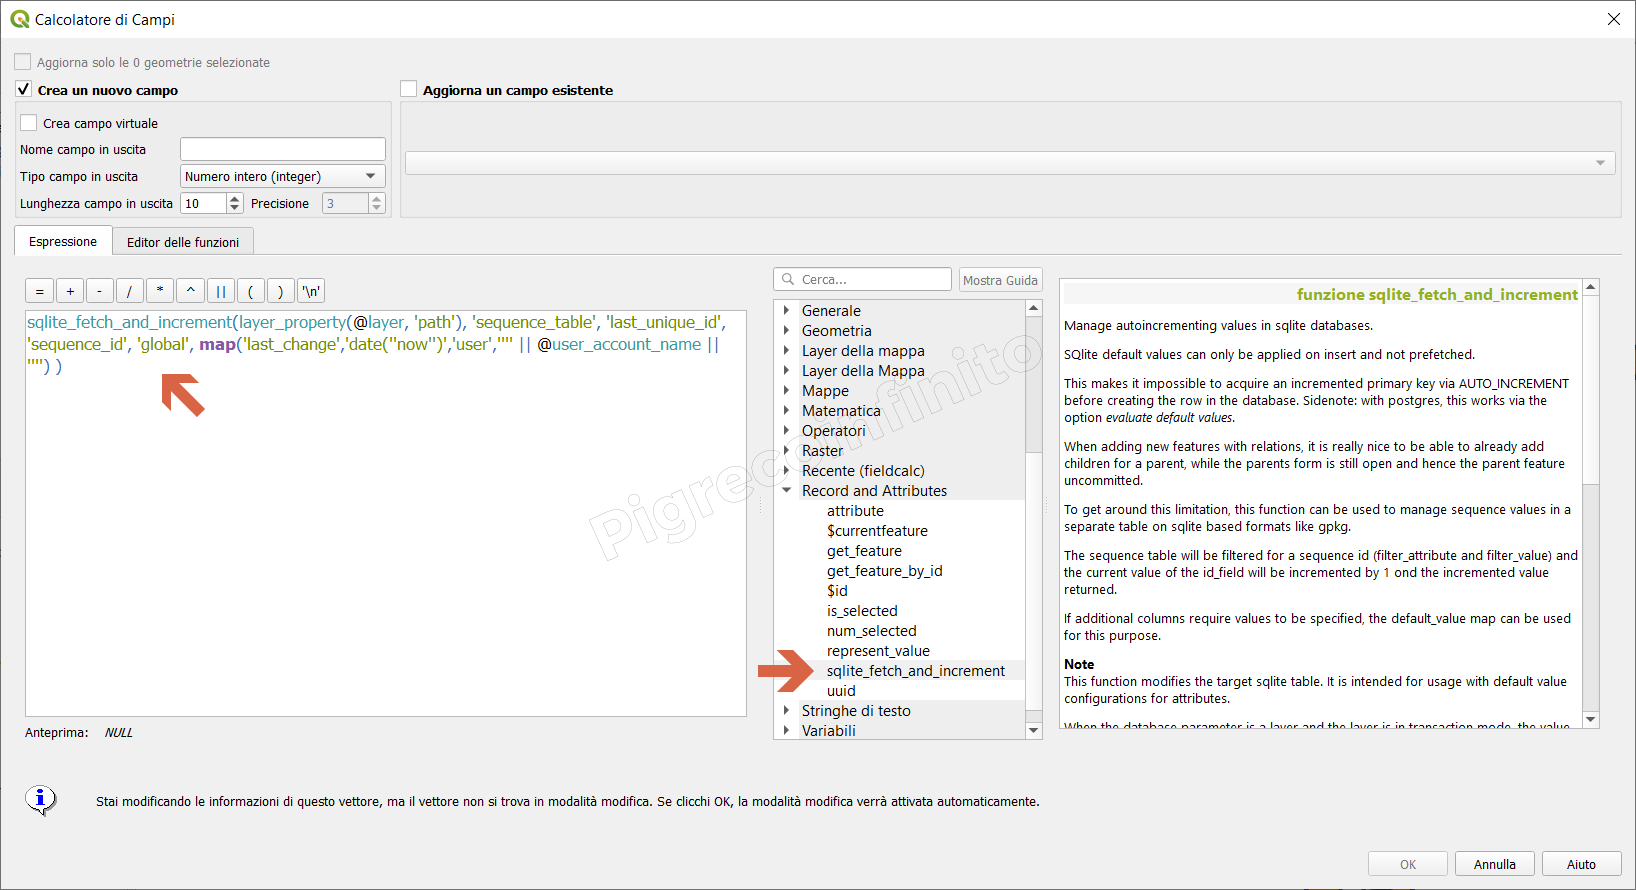 Calcolatore di Campi
Aggiorna solo le 0 geometrie selezionate
Crea un nuovo campo
Aggiorna un campo esistente
Crea campo virtuale
Nome campo in uscita
Tipo campo in uscita
Numero intero (integer)
Lunghezza campo in uscita
10
Precisione
3
Espressione
Editor delle funzioni
= + - / * ^ || ( ) '\n'
sqlite_fetch_and_increment(layer_property(@layer, 'path'), 'sequence_table', 'last_unique_id',
'sequence_id', 'global', map('last_change','date(''now'')','user','''' || @user_account_name ||
'''') )
Anteprima: NULL
Cerca...
Mostra Guida
Generale
Geometria
Layer della mappa
Layer della Mappa
Mappe
Matematica
Operatori
Raster
Recente (fieldcalc)
Record and Attributes
attribute
$currentfeature
get_feature
get_feature_by_id
$id
is_selected
num_selected
represent_value
sqlite_fetch_and_increment
uuid
Stringhe di testo
Variabili
Pigrecoinfinito
funzione sqlite_fetch_and_increment
Manage autoincrementing values in sqlite databases.
SQlite default values can only be applied on insert and not prefetched.
This makes it impossible to acquire an incremented primary key via AUTO_INCREMENT
before creating the row in the database. Sidenote: with postgres, this works via the
option evaluate default values.
When adding new features with relations, it is really nice to be able to already add
children for a parent, while the parents form is still open and hence the parent feature
uncommitted.
To get around this limitation, this function can be used to manage sequence values in a
separate table on sqlite based formats like gpkg.
The sequence table will be filtered for a sequence id (filter_attribute and filter_value) and
the current value of the id_field will be incremented by 1 ond the incremented value
returned.
If additional columns require values to be specified, the default_value map can be used
for this purpose.
Note
This function modifies the target sqlite table. It is intended for usage with default value
configurations for attributes.
When the database parameter is a layer and the layer is in transaction mode, the value
Stai modificando le informazioni di questo vettore, ma il vettore non si trova in modalità modifica. Se clicchi OK, la modalità modifica verrà attivata automaticamente.
OK
Annulla
Aiuto